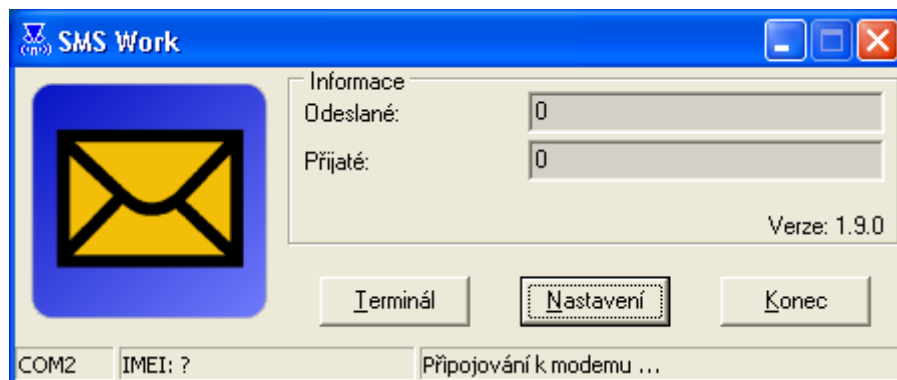 SMS Work
Informace
Odeslané: 0
Přijaté: 0
Verze: 1.9.0
Terminál Nastavení Konec
COM2 IMEI: ? Připojování k modemu ...